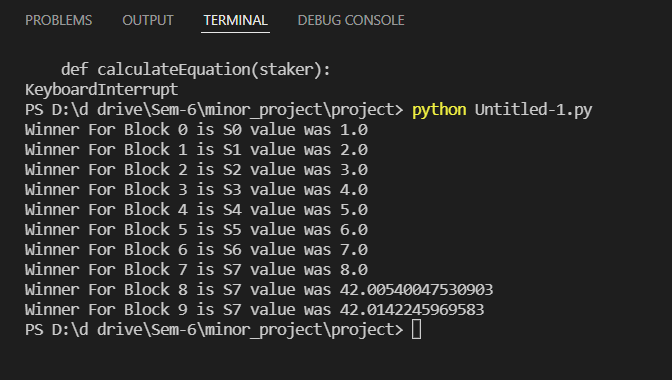 PROBLEMS OUTPUT TERMINAL DEBUG CONSOLE
    def calculateEquation(staker):
KeyboardInterrupt
PS D:\d drive\Sem-6\minor_project\project> python Untitled-1.py
Winner For Block 0 is S0 value was 1.0
Winner For Block 1 is S1 value was 2.0
Winner For Block 2 is S2 value was 3.0
Winner For Block 3 is S3 value was 4.0
Winner For Block 4 is S4 value was 5.0
Winner For Block 5 is S5 value was 6.0
Winner For Block 6 is S6 value was 7.0
Winner For Block 7 is S7 value was 8.0
Winner For Block 8 is S7 value was 42.00540047530903
Winner For Block 9 is S7 value was 42.0142245969583
PS D:\d drive\Sem-6\minor_project\project>